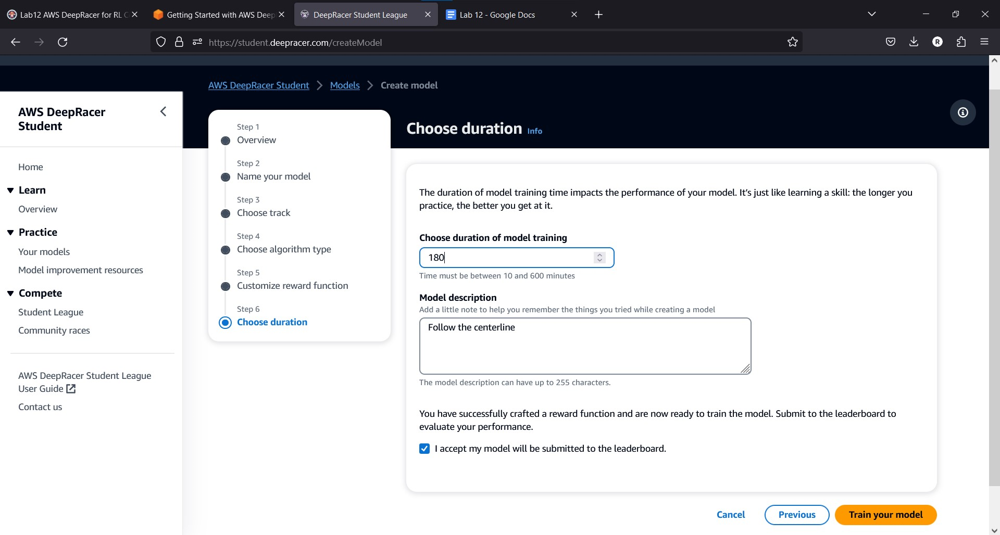 Lab12 AWS DeepRacer for RL C
Getting Started with AWS Deep
DeepRacer Student League
Lab 12 - Google Docs
https://student.deepracer.com/createModel
R
AWS DeepRacer Student
Models
Create model
AWS DeepRacer
Student
Home
Learn
Overview
Practice
Your models
Model improvement resources
Compete
Student League
Community races
AWS DeepRacer Student League
User Guide
Contact us
Step 1
Overview
Step 2
Name your model
Step 3
Choose track
Step 4
Choose algorithm type
Step 5
Customize reward function
Step 6
Choose duration
Choose duration Info
The duration of model training time impacts the performance of your model. It's just like learning a skill: the longer you
practice, the better you get at it.
Choose duration of model training
180
Time must be between 10 and 600 minutes
Model description
Add a little note to help you remember the things you tried while creating a model
Follow the centerline
The model description can have up to 255 characters.
You have successfully crafted a reward function and are now ready to train the model. Submit to the leaderboard to
evaluate your performance.
I accept my model will be submitted to the leaderboard.
Cancel
Previous
Train your model